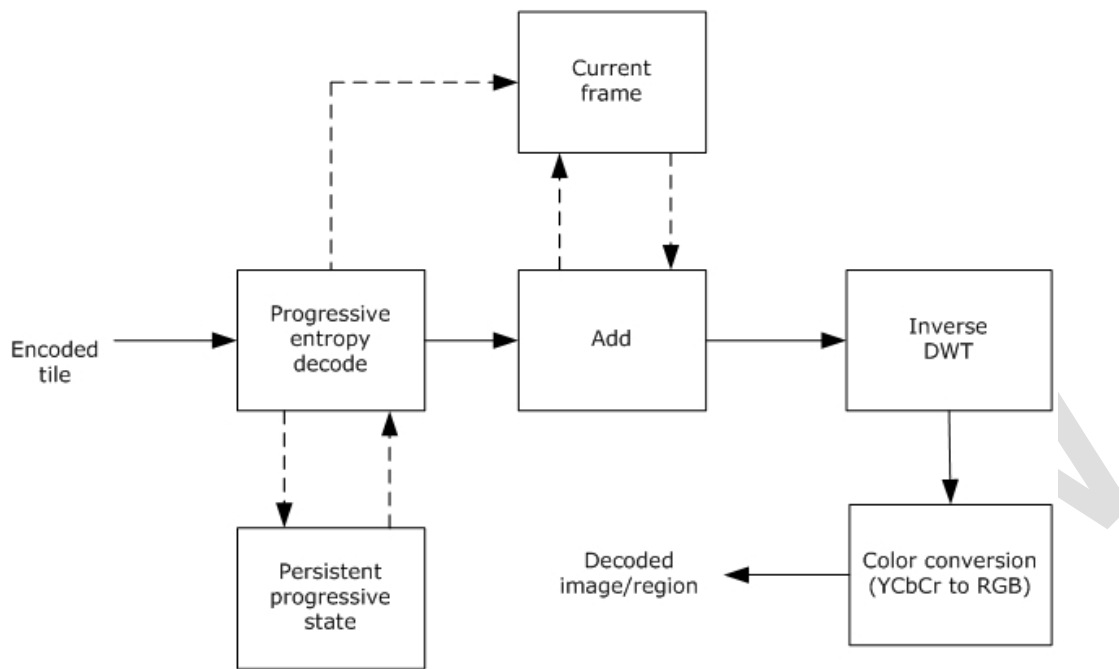 Current
frame
Encoded
tile
Progressive
entropy
decode
Add
Inverse
DWT
Persistent
progressive
state
Decoded
image/region
Color conversion
(YCbCr to RGB)